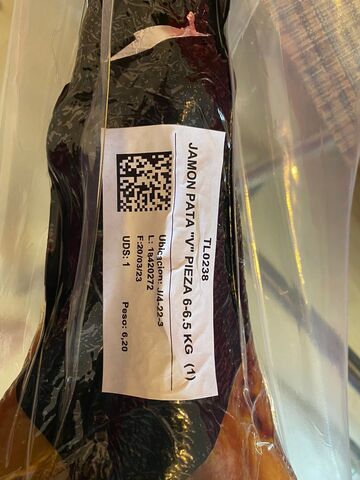 TL0238
JAMON PATA "V" PIEZA 6-6.5 KG (1)
Ubicacion: J/4-22-3
L: 18420272
F:20/03/23
UDS: 1 Peso: 6,20